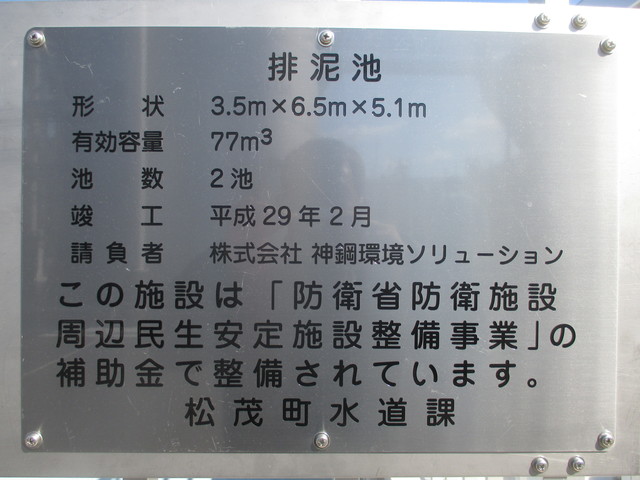 排泥池
形状 3.5m×6.5m×5.1m
有効容量 77m³
池数 2池
竣工 平成29年2月
請負者 株式会社 神鋼環境ソリューション
この施設は「防衛省防衛施設
周辺民生安定施設整備事業」の
補助金で整備されています。
松茂町水道課